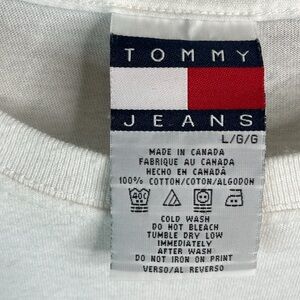 TOMMY
JEANS
L/G/G
MADE IN CANADA
FABRIQUE AU CANADA
HECHO EN CANADA
100% COTTON/COTON/ALGODON
40C
COLD WASH
DO NOT BLEACH
TUMBLE DRY LOW
IMMEDIATELY
AFTER WASH
DO NOT IRON ON PRINT
VERSO/AL REVERSO